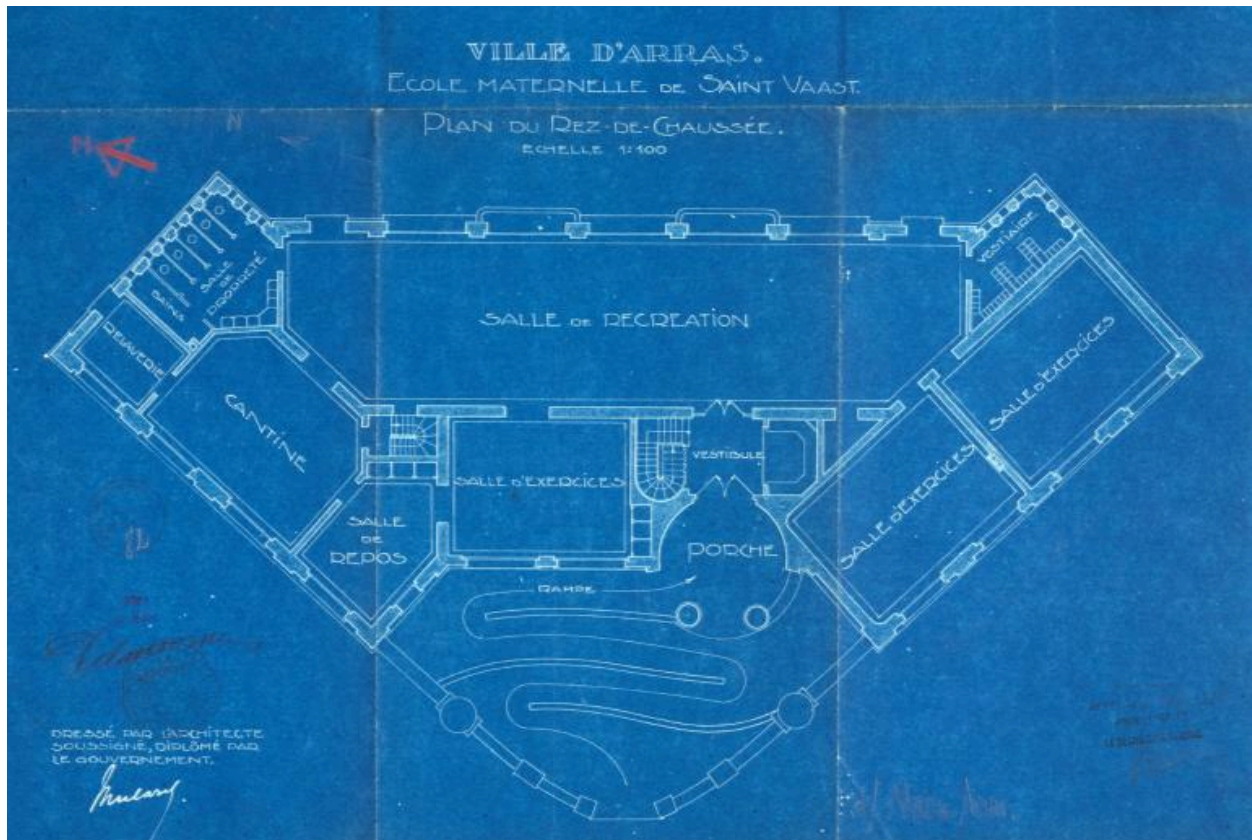 VILLE D'ARRAS.
ECOLE MATERNELLE DE SAINT VAAST.
PLAN DU REZ-DE-CHAUSSÉE.
ECHELLE 1:100
N
N
BAINS
SALLE
DE
PROPRETÉ
VESTIAIRE
RELAVERIE
SALLE DE RECREATION
SALLE D'EXERCICES
CANTINE
VESTIBULE
SALLE D'EXERCICES
SALLE D'EXERCICES
SALLE
DE
REPOS
PORCHE
RAMPE
DRESSÉ PAR L'ARCHITECTE
SOUSSIGNÉ, DIPLÔMÉ PAR
LE GOUVERNEMENT.